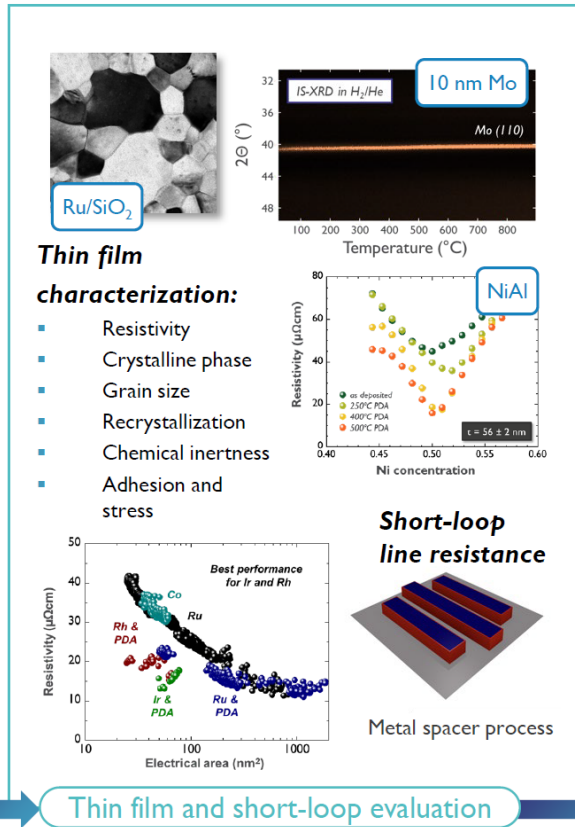 IS-XRD in H2/He
10 nm Mo
Mo (110)
Ru/SiO2
2Θ (°)
32
36
40
44
48
100 200 300 400 500 600 700 800
Temperature (°C)
Thin film
characterization:
▪ Resistivity
▪ Crystalline phase
▪ Grain size
▪ Recrystallization
▪ Chemical inertness
▪ Adhesion and
stress
NiAl
Resistivity (μΩcm)
80
60
40
20
0
as deposited
250°C PDA
400°C PDA
500°C PDA
t = 56 ± 2 nm
0.40 0.45 0.50 0.55 0.60
Ni concentration
Resistivity (μΩcm)
50
40
30
20
10
0
Best performance
for Ir and Rh
Co
Ru
Rh &
PDA
Ir &
PDA
Ru &
PDA
10 100 1000
Electrical area (nm²)
Short-loop
line resistance
Metal spacer process
Thin film and short-loop evaluation